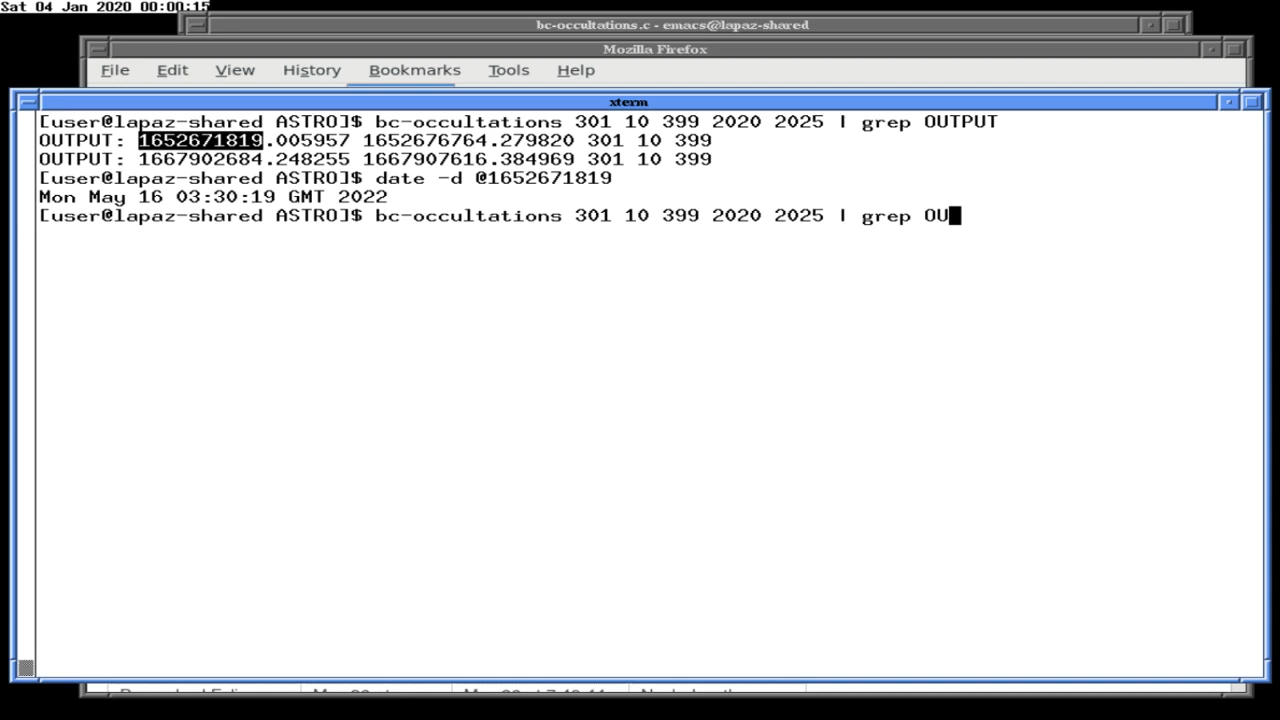 Sat 04 Jan 2020 00:00:15
bc-occultations.c - emacs@lapaz-shared
Mozilla Firefox
File Edit View History Bookmarks Tools Help
xterm
[user@lapaz-shared ASTRO]$ bc-occultations 301 10 399 2020 2025 | grep OUTPUT
OUTPUT: 1652671819.005957 1652676764.279820 301 10 399
OUTPUT: 1667902684.248255 1667907616.384969 301 10 399
[user@lapaz-shared ASTRO]$ date -d @1652671819
Mon May 16 03:30:19 GMT 2022
[user@lapaz-shared ASTRO]$ bc-occultations 301 10 399 2020 2025 | grep OU